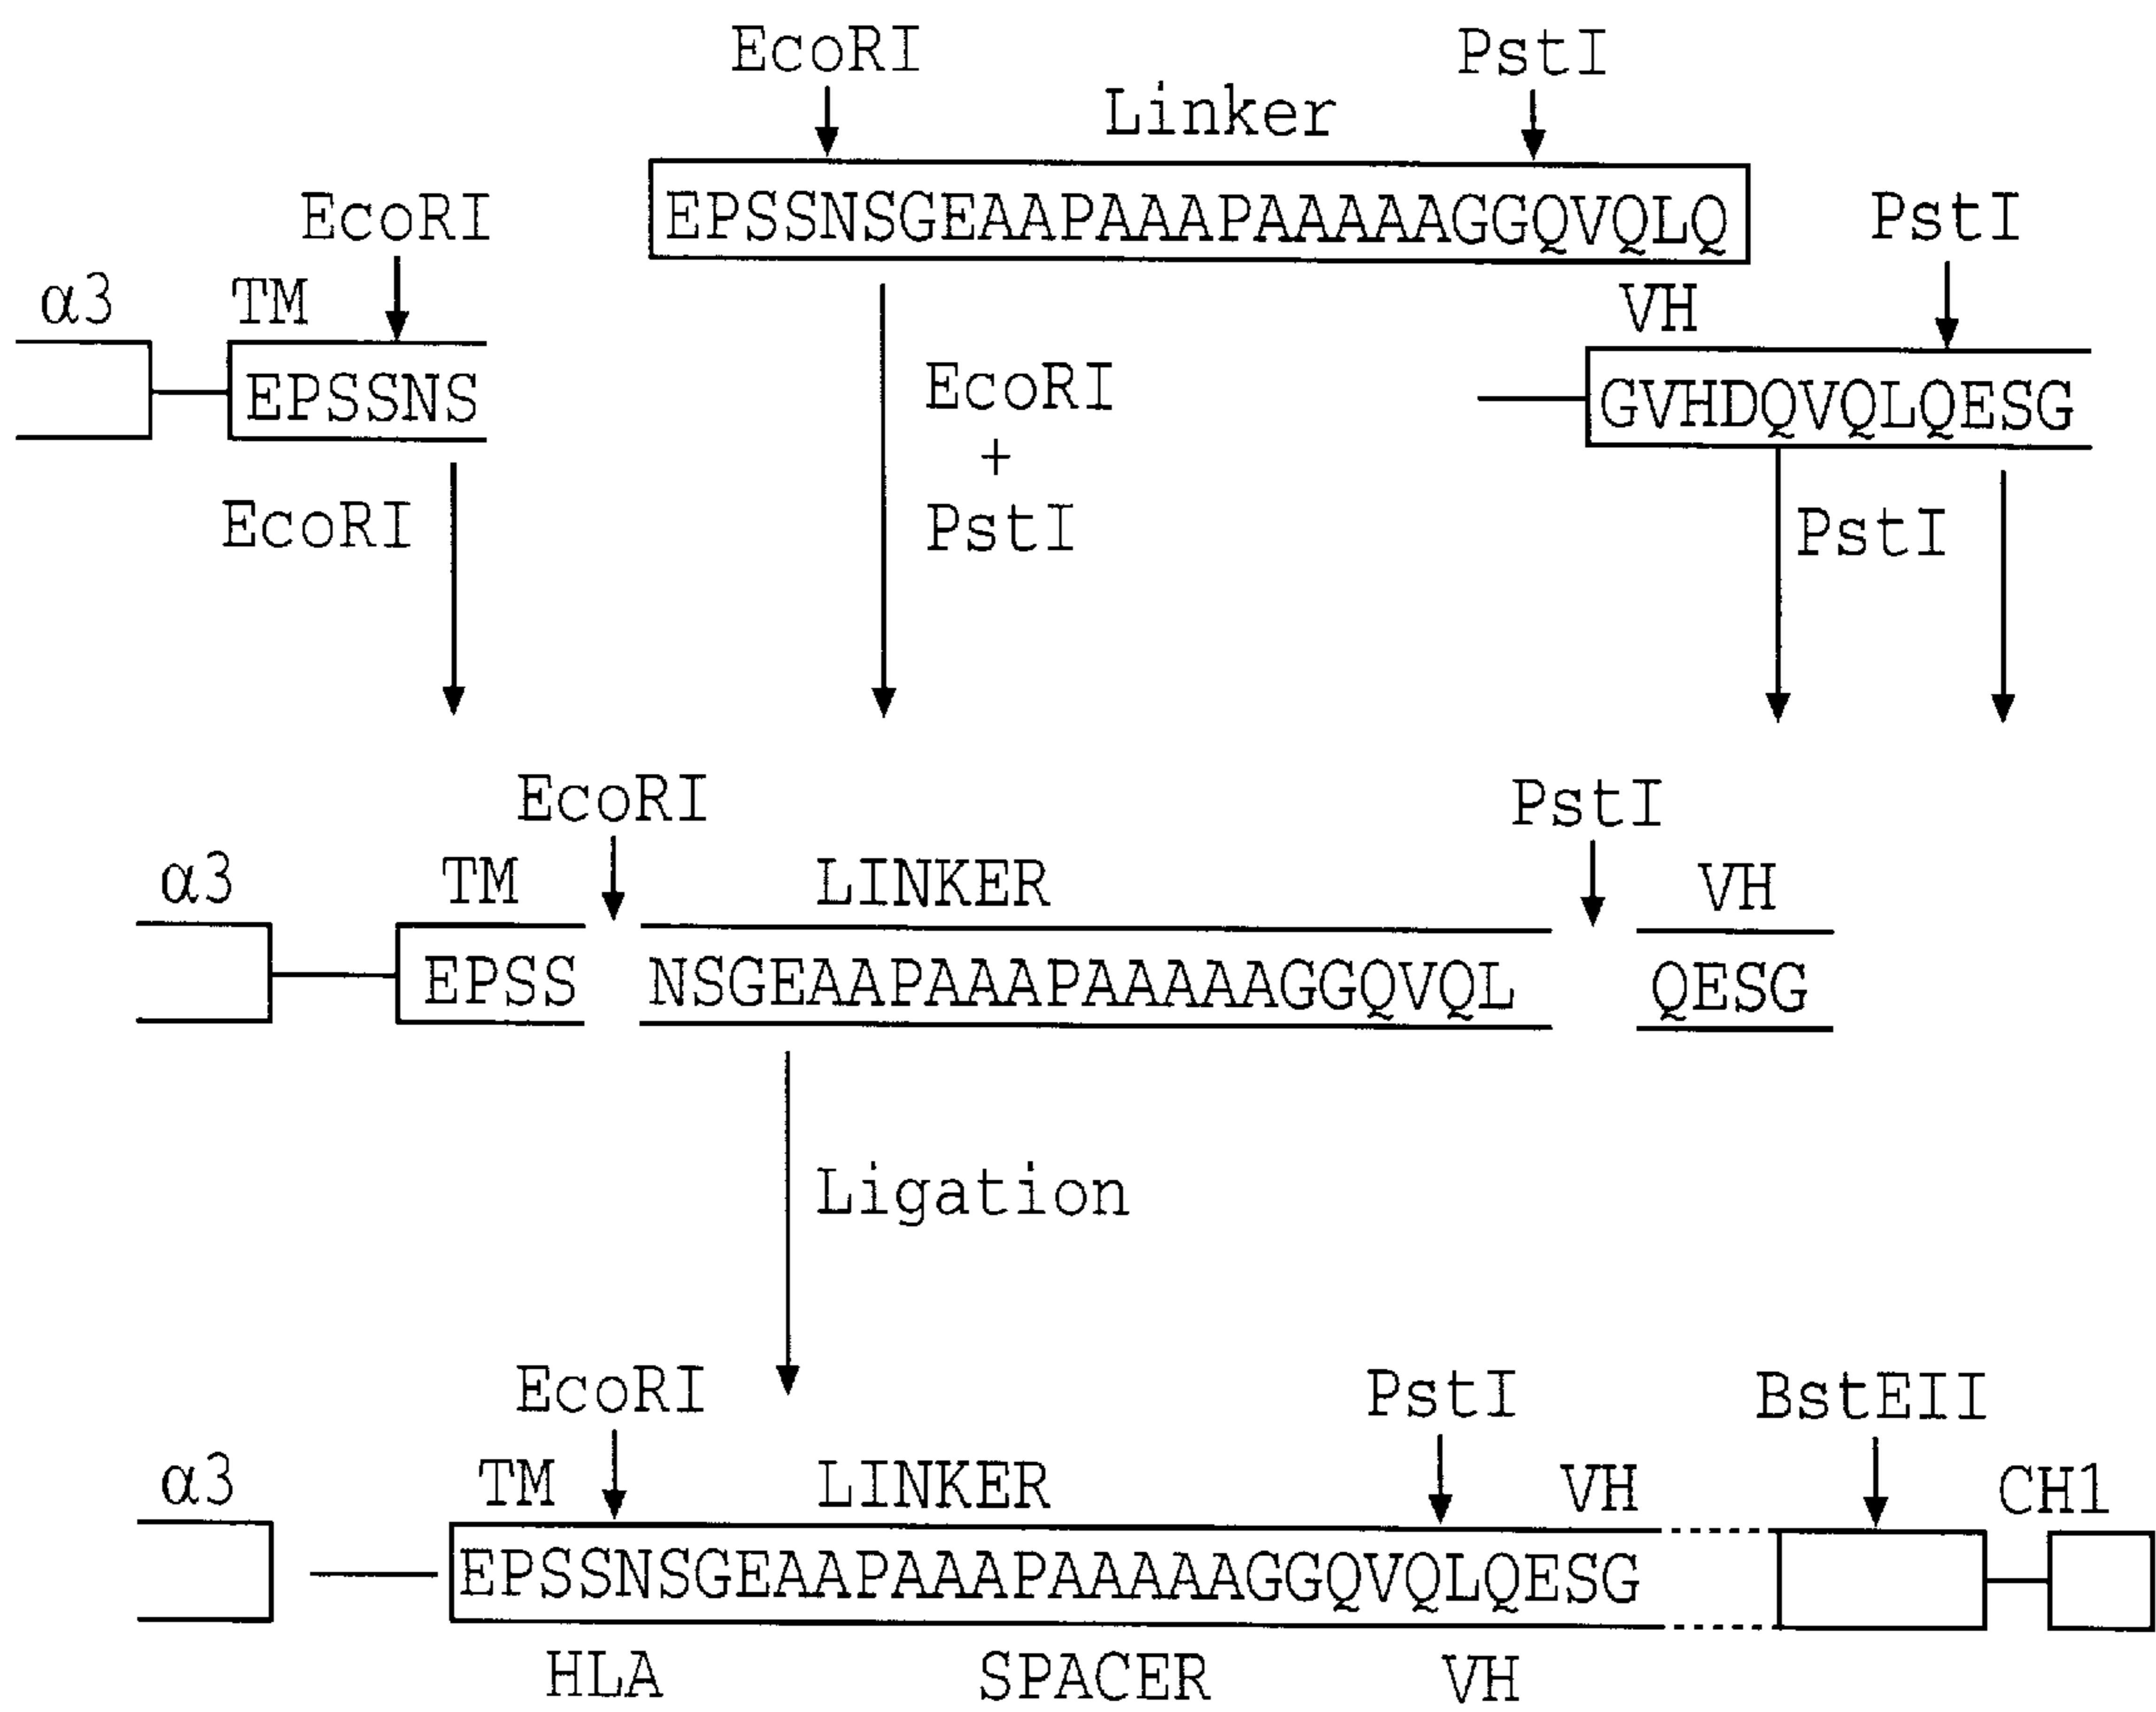 EcoRI PstI
Linker
EPSSNSGEAAPAAAPAAAAAGGQVQLQ
EcoRI PstI
α3 TM VH
EPSSNS GVHDQVQLQESG
EcoRI
+
PstI
EcoRI PstI
EcoRI PstI
α3 TM LINKER VH
EPSS NSGEAAPAAAPAAAAAGGQVQL QESG
Ligation
EcoRI PstI BstEII
α3 TM LINKER VH CH1
EPSSNSGEAAPAAAPAAAAAGGQVQLQESG
HLA SPACER VH